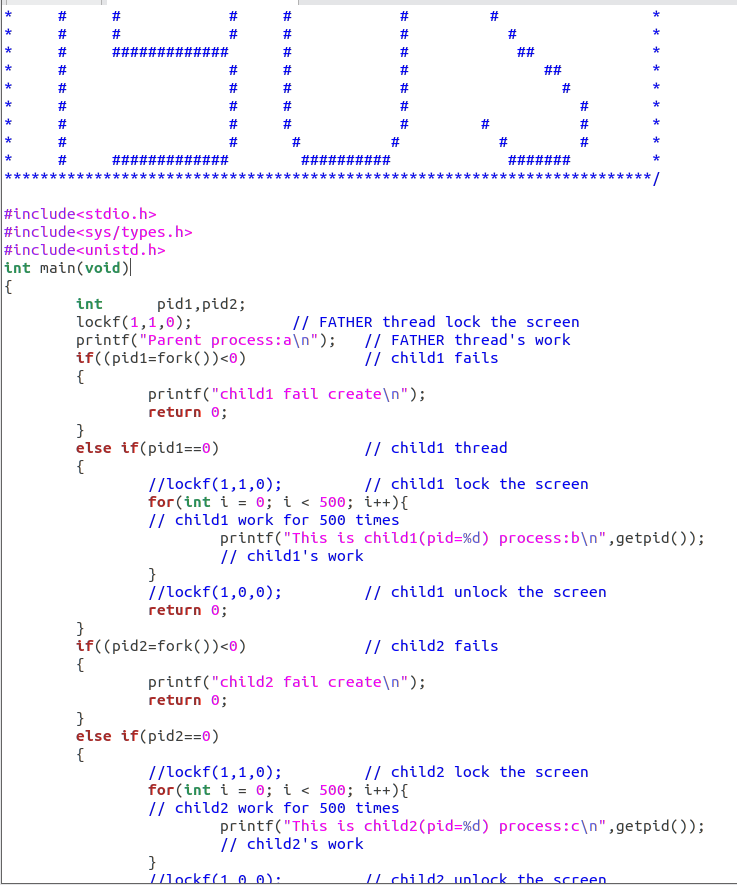 *     #     #            #     #            #         #                 *
*     #     #            #     #            #           #               *
*     #     #############      #            #            ##             *
*     #                  #     #            #               ##          *
*     #                  #     #            #                 #         *
*     #                  #     #            #                   #       *
*     #                  #     #            #        #          #       *
*     #                  #      #          #           #        #       *
*     #     #############        ##########             #######         *
************************************************************************/
#include<stdio.h>
#include<sys/types.h>
#include<unistd.h>
int main(void)
{
        int      pid1,pid2;
        lockf(1,1,0);           // FATHER thread lock the screen
        printf("Parent process:a\n");   // FATHER thread's work
        if((pid1=fork())<0)             // child1 fails
        {
                printf("child1 fail create\n");
                return 0;
        }
        else if(pid1==0)                // child1 thread
        {
                //lockf(1,1,0);         // child1 lock the screen
                for(int i = 0; i < 500; i++){
                // child1 work for 500 times
                        printf("This is child1(pid=%d) process:b\n",getpid());
                        // child1's work
                }
                //lockf(1,0,0);         // child1 unlock the screen
                return 0;
        }
        if((pid2=fork())<0)             // child2 fails
        {
                printf("child2 fail create\n");
                return 0;
        }
        else if(pid2==0)
        {
                //lockf(1,1,0);         // child2 lock the screen
                for(int i = 0; i < 500; i++){
                // child2 work for 500 times
                        printf("This is child2(pid=%d) process:c\n",getpid());
                        // child2's work
                }
                //lockf(1,0,0);         // child2 unlock the screen